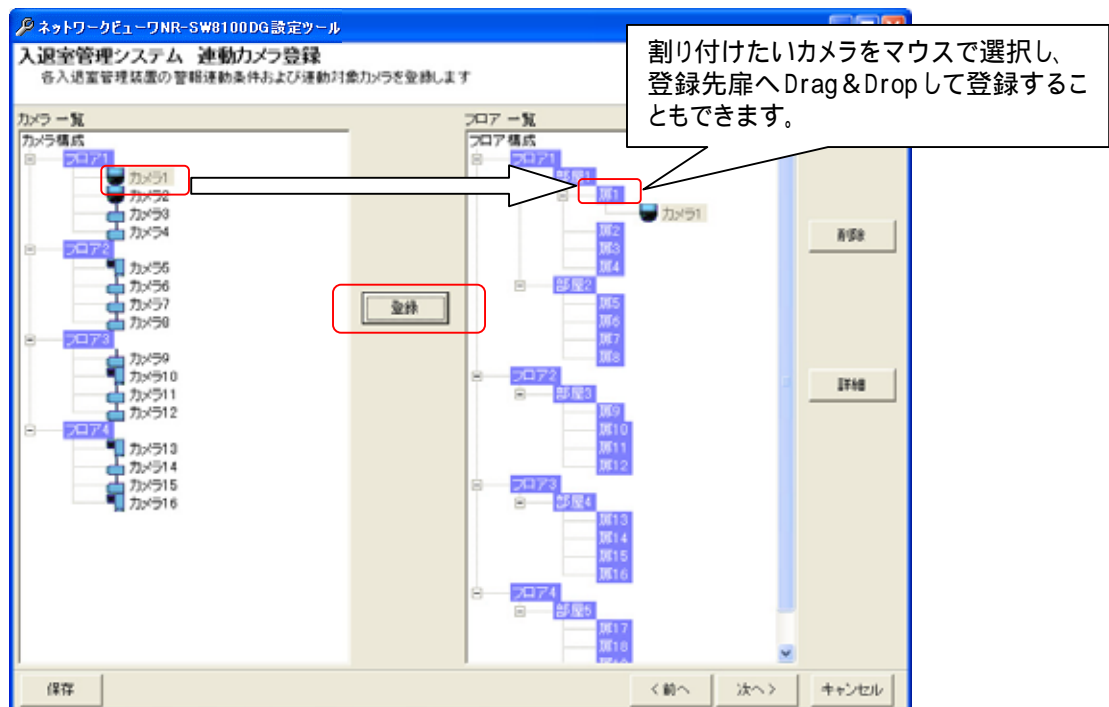 ネットワークビューワNR-SW8100DG設定ツール
入退室管理システム 連動カメラ登録
各入退室管理装置の警報連動条件および連動対象カメラを登録します
割り付けたいカメラをマウスで選択し、
登録先扉へDrag&Dropして登録するこ
ともできます。
カメラ 一覧
カメラ構成
フロア1
カメラ1
カメラ2
カメラ3
カメラ4
フロア2
カメラ5
カメラ6
カメラ7
カメラ8
フロア3
カメラ9
カメラ10
カメラ11
カメラ12
フロア4
カメラ13
カメラ14
カメラ15
カメラ16
登録
フロア 一覧
フロア構成
フロア1
部屋1
扉1
カメラ1
扉2
扉3
扉4
部屋2
扉5
扉6
扉7
扉8
フロア2
部屋3
扉9
扉10
扉11
扉12
フロア3
部屋4
扉13
扉14
扉15
扉16
フロア4
部屋5
扉17
扉18
削除
詳細
保存
<前へ
次へ>
キャンセル